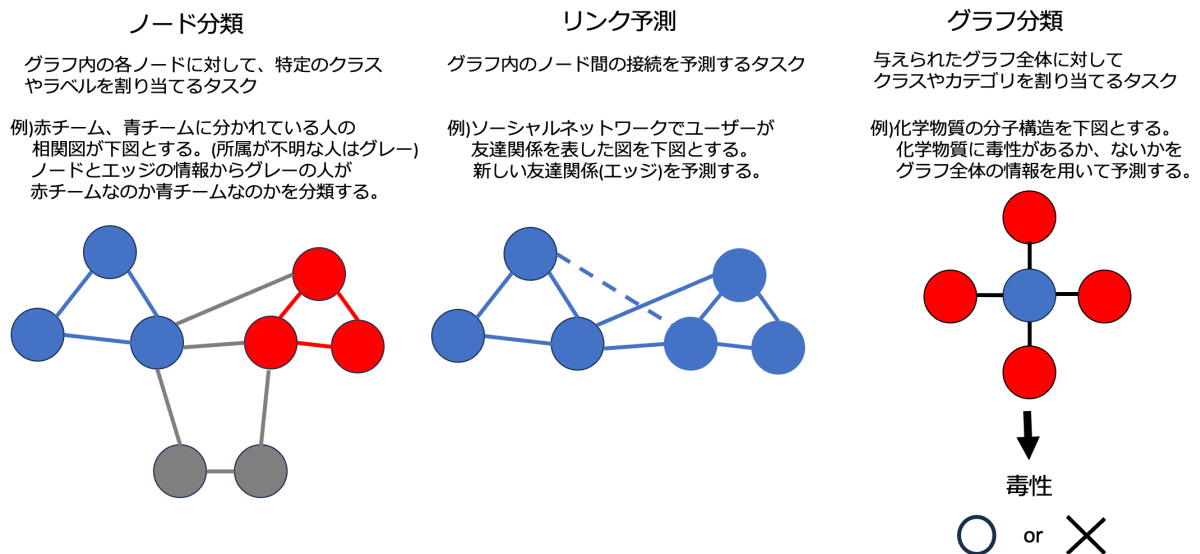 ノード分類
グラフ内の各ノードに対して、特定のクラス
やラベルを割り当てるタスク
例)赤チーム、青チームに分かれている人の
相関図が下図とする。(所属が不明な人はグレー)
ノードとエッジの情報からグレーの人が
赤チームなのか青チームなのかを分類する。
リンク予測
グラフ内のノード間の接続を予測するタスク
例)ソーシャルネットワークでユーザーが
友達関係を表した図を下図とする。
新しい友達関係(エッジ)を予測する。
グラフ分類
与えられたグラフ全体に対して
クラスやカテゴリを割り当てるタスク
例)化学物質の分子構造を下図とする。
化学物質に毒性があるか、ないかを
グラフ全体の情報を用いて予測する。
毒性
or